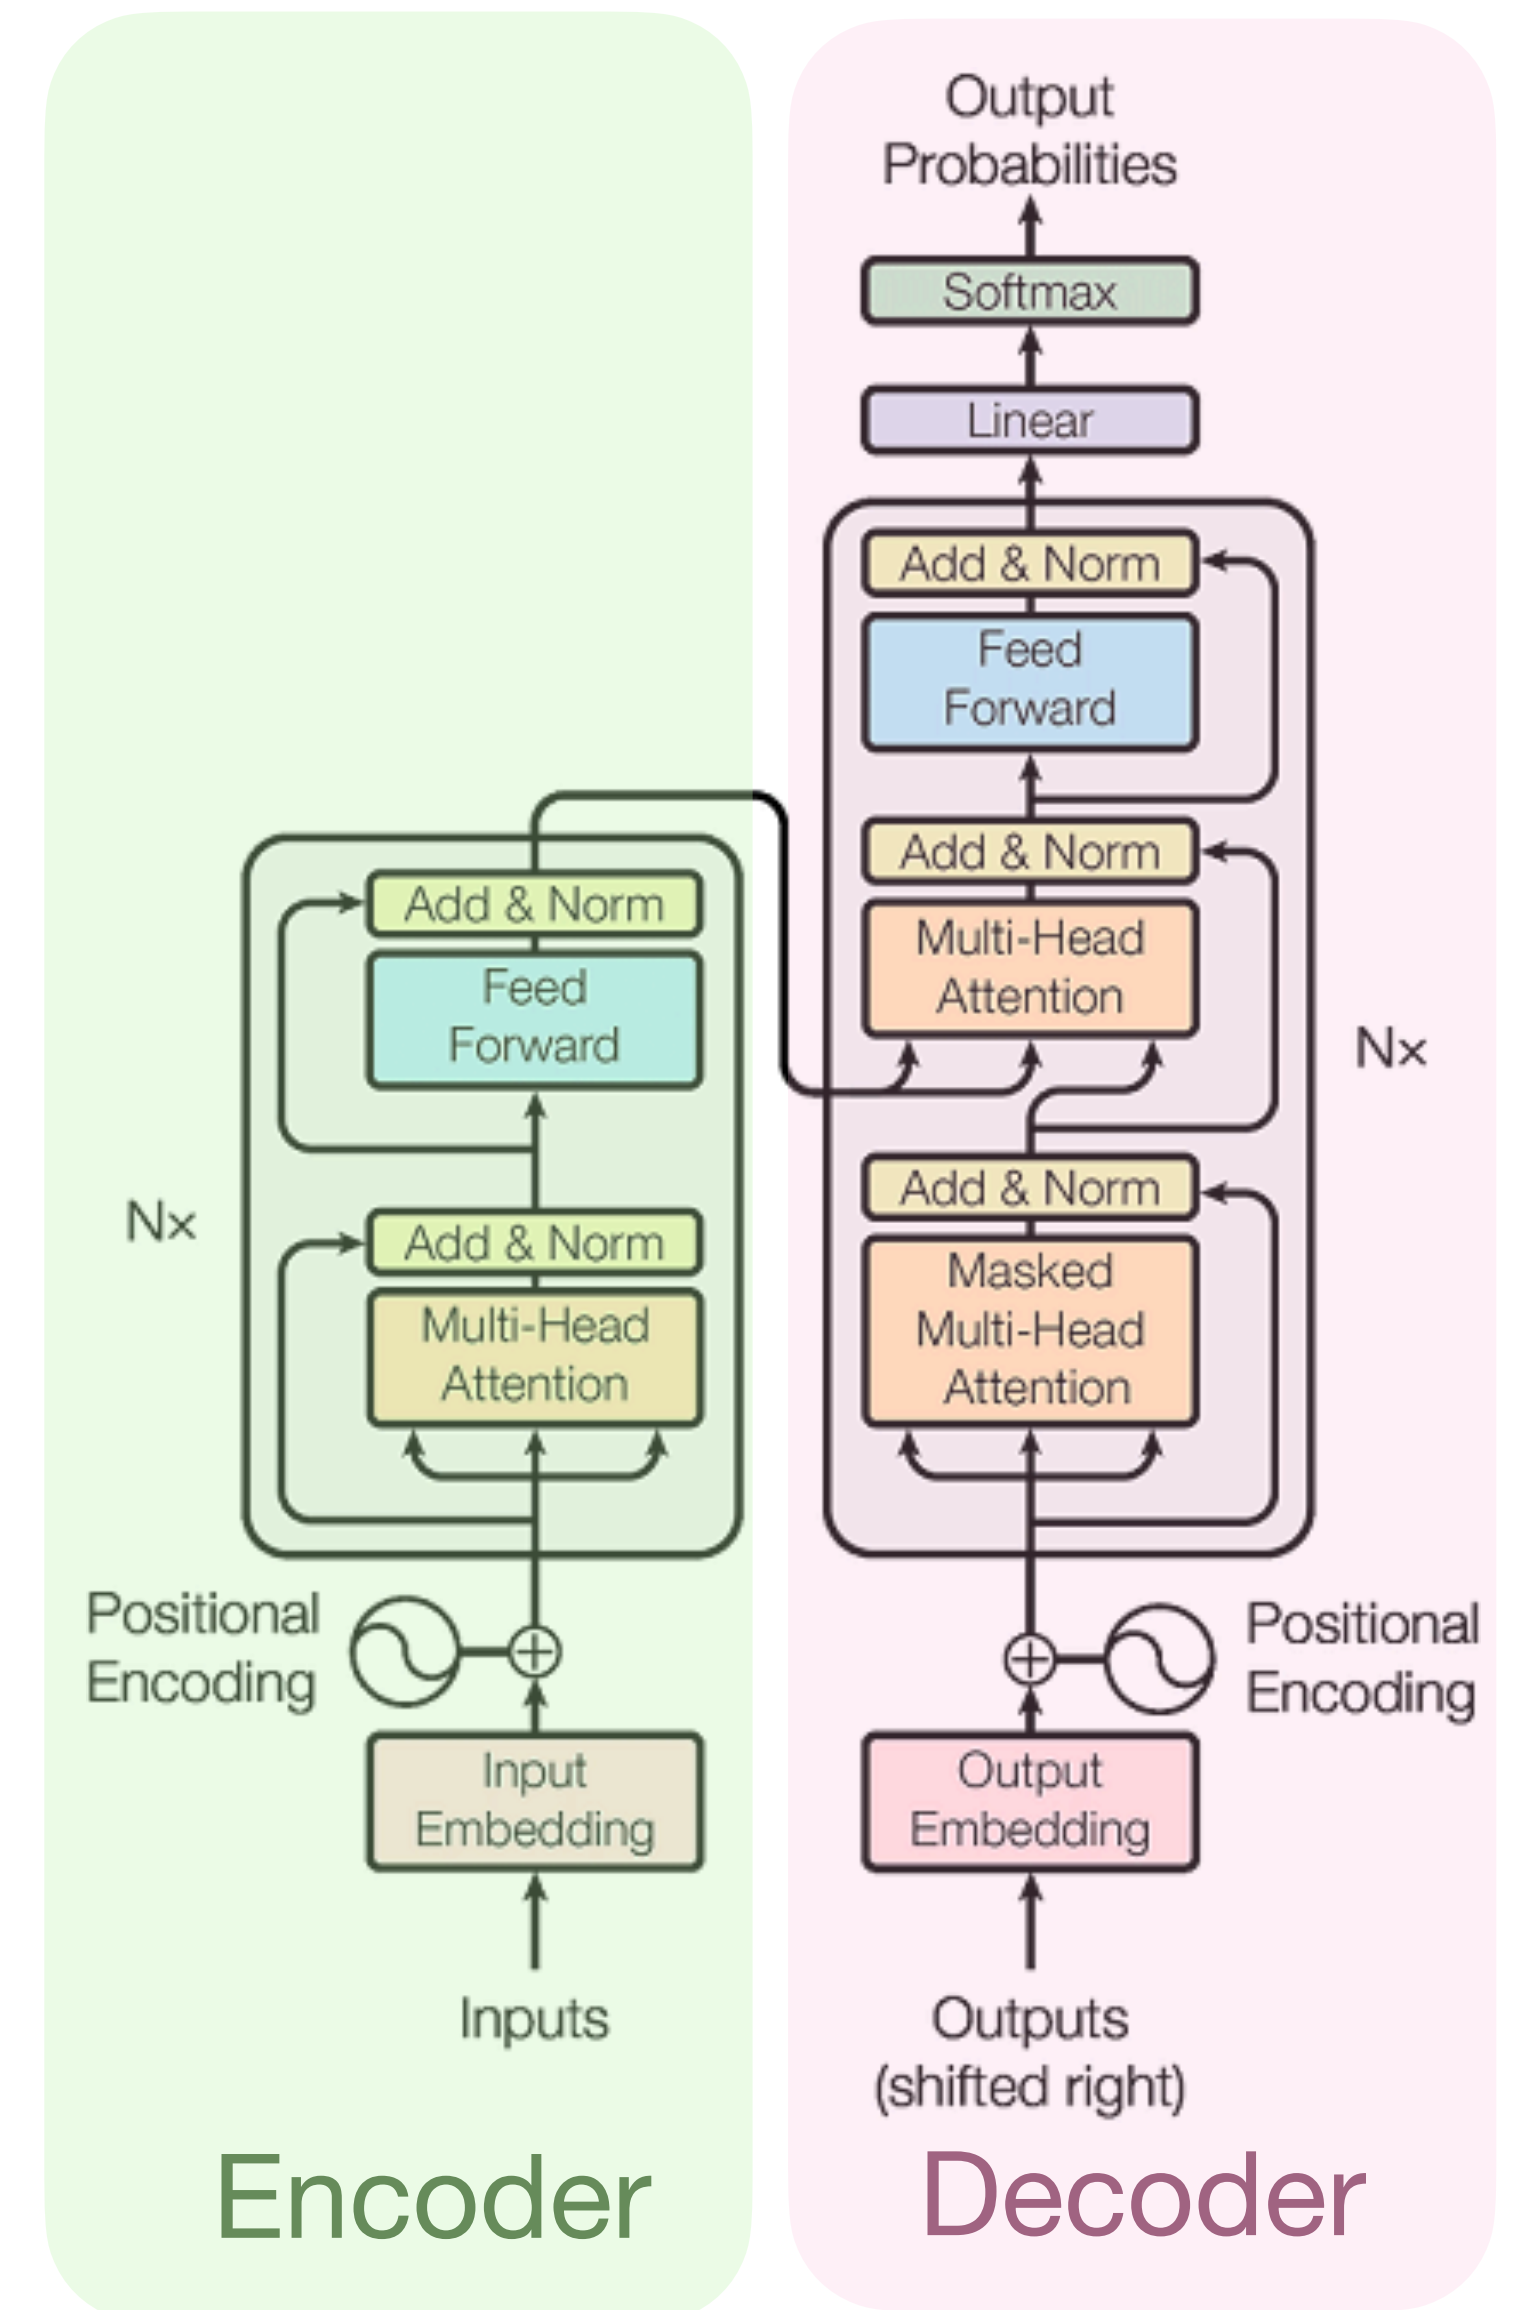 Output
Probabilities
Softmax
Linear
Add & Norm
Feed
Forward
Add & Norm
Multi-Head
Attention
Nx
Add & Norm
Masked
Multi-Head
Attention
Positional
Encoding
Output
Embedding
Outputs
(shifted right)
Decoder
Add & Norm
Feed
Forward
Nx
Add & Norm
Multi-Head
Attention
Positional
Encoding
Input
Embedding
Inputs
Encoder